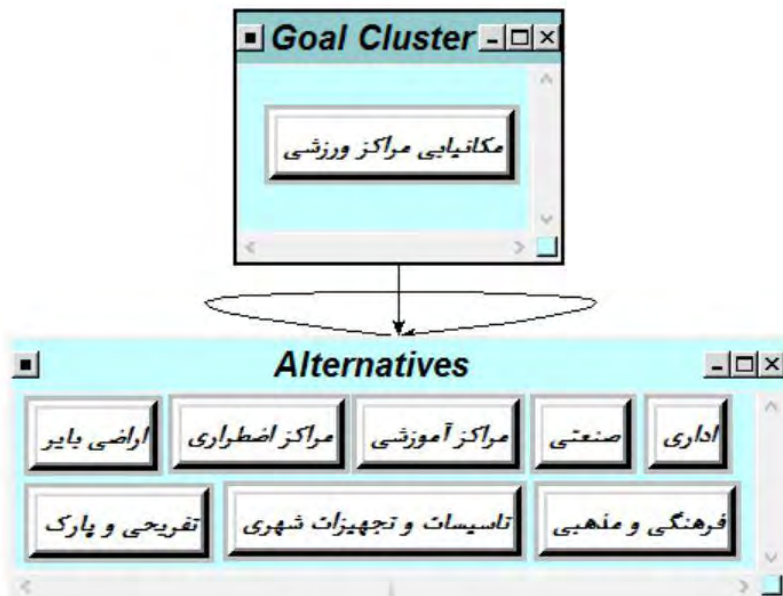 Goal Cluster
مکانیابی مراکز ورزشی
Alternatives
اداری صنعتی مراکز آموزشی مراکز اضطراری اراضی بایر
فرهنگی و مذهبی تاسیسات و تجهیزات شهری تفریحی و پارک